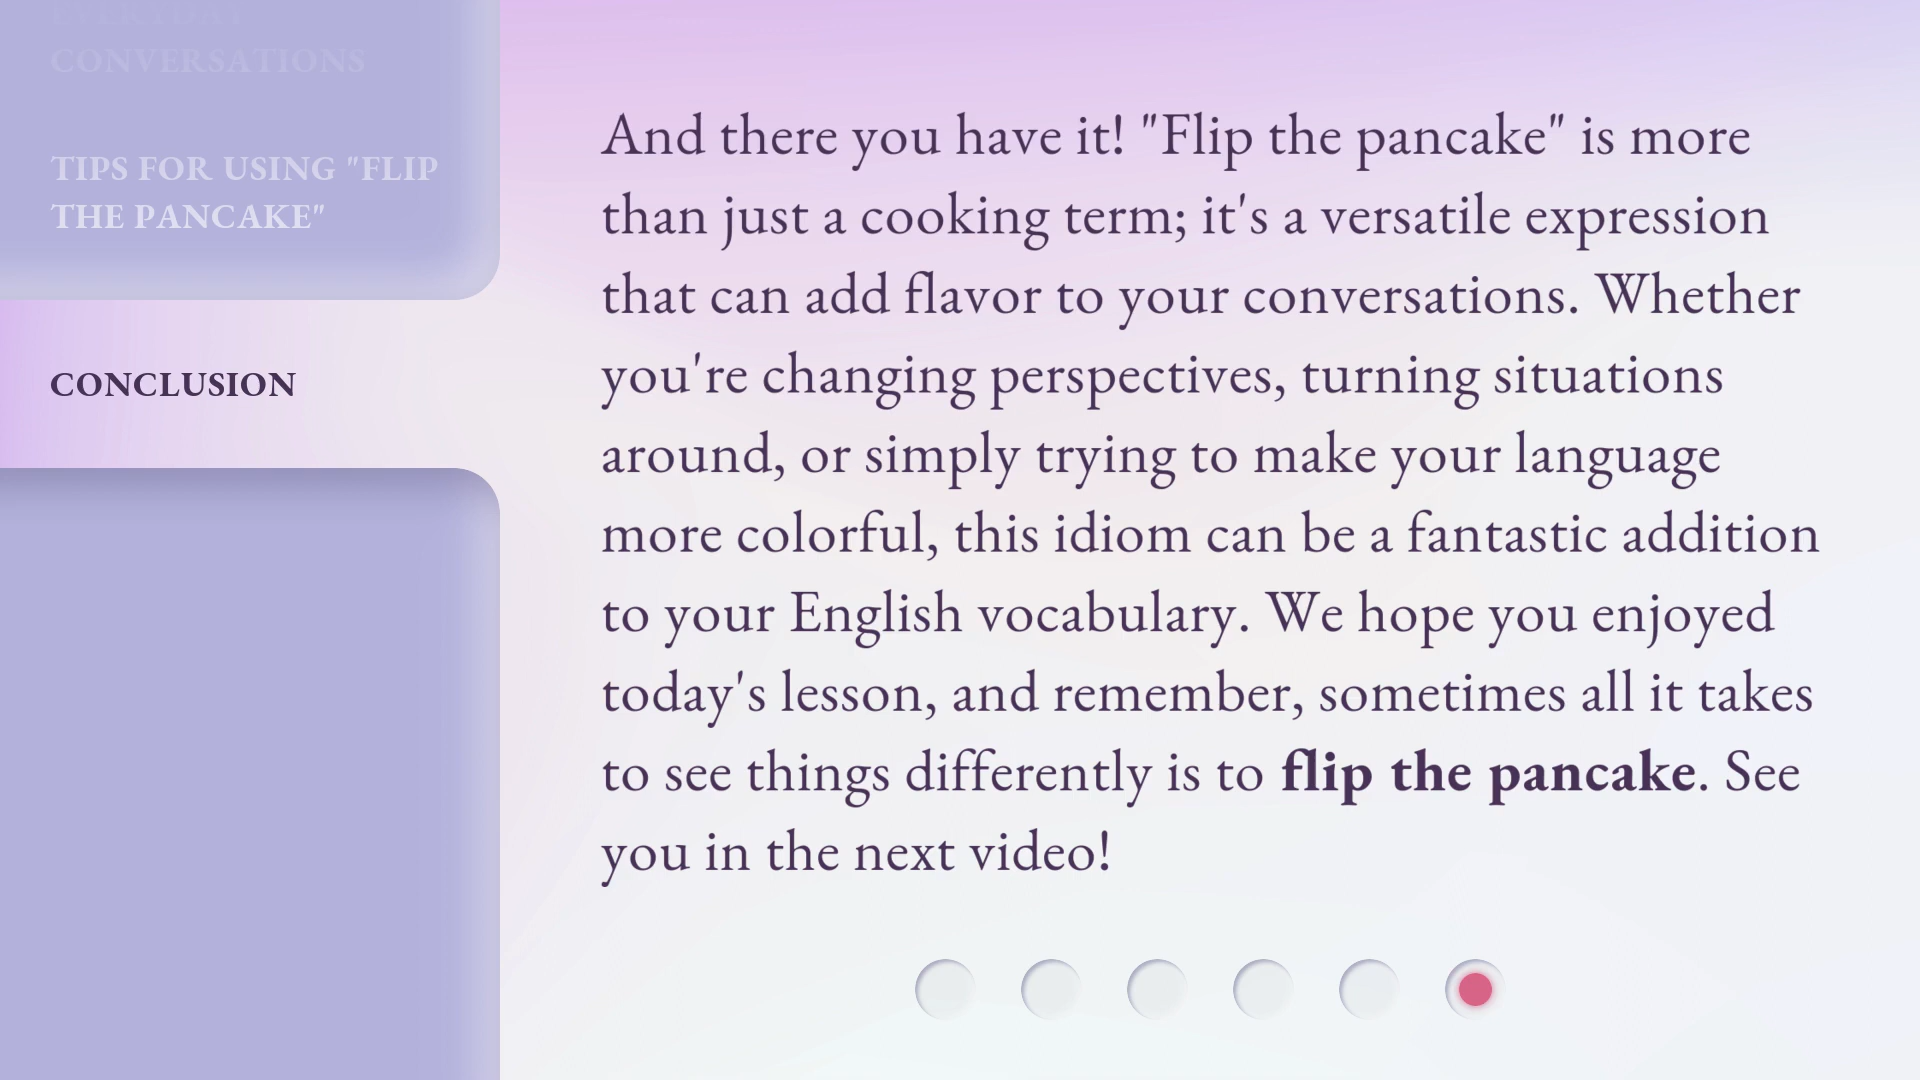 EVERYDAY
CONVERSATIONS
TIPS FOR USING "FLIP
THE PANCAKE"
CONCLUSION
And there you have it! "Flip the pancake" is more
than just a cooking term; it's a versatile expression
that can add flavor to your conversations. Whether
you're changing perspectives, turning situations
around, or simply trying to make your language
more colorful, this idiom can be a fantastic addition
to your English vocabulary. We hope you enjoyed
today's lesson, and remember, sometimes all it takes
to see things differently is to flip the pancake. See
you in the next video!